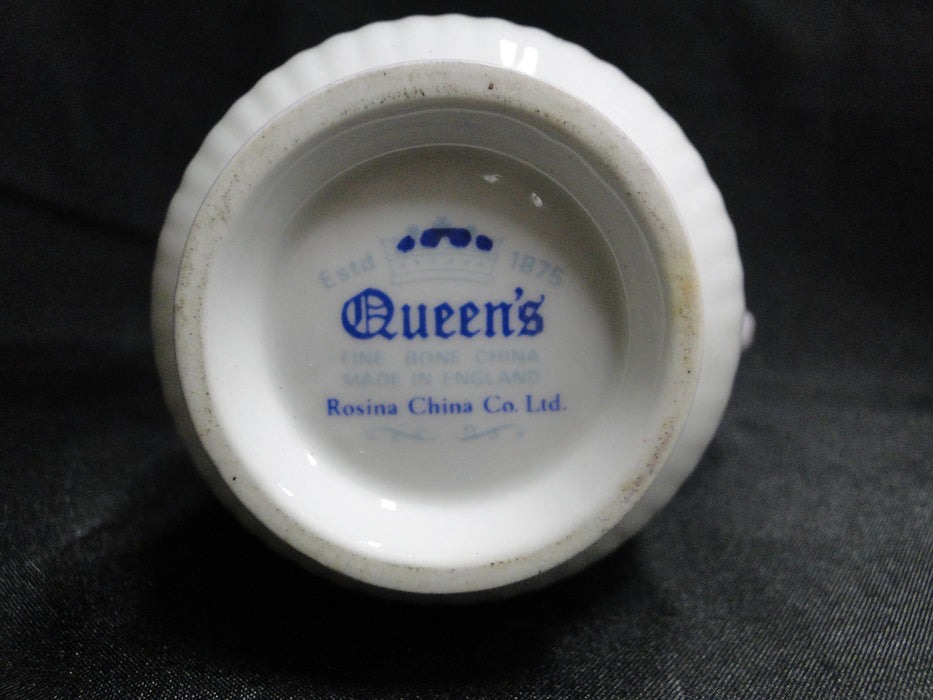 Estd 1875
Queen's
FINE BONE CHINA
MADE IN ENGLAND
Rosina China Co. Ltd.